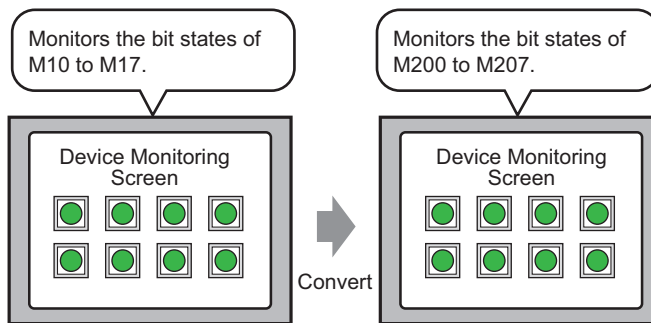 Monitors the bit states of
M10 to M17.
Monitors the bit states of
M200 to M207.
Device Monitoring
Screen
Convert
Device Monitoring
Screen